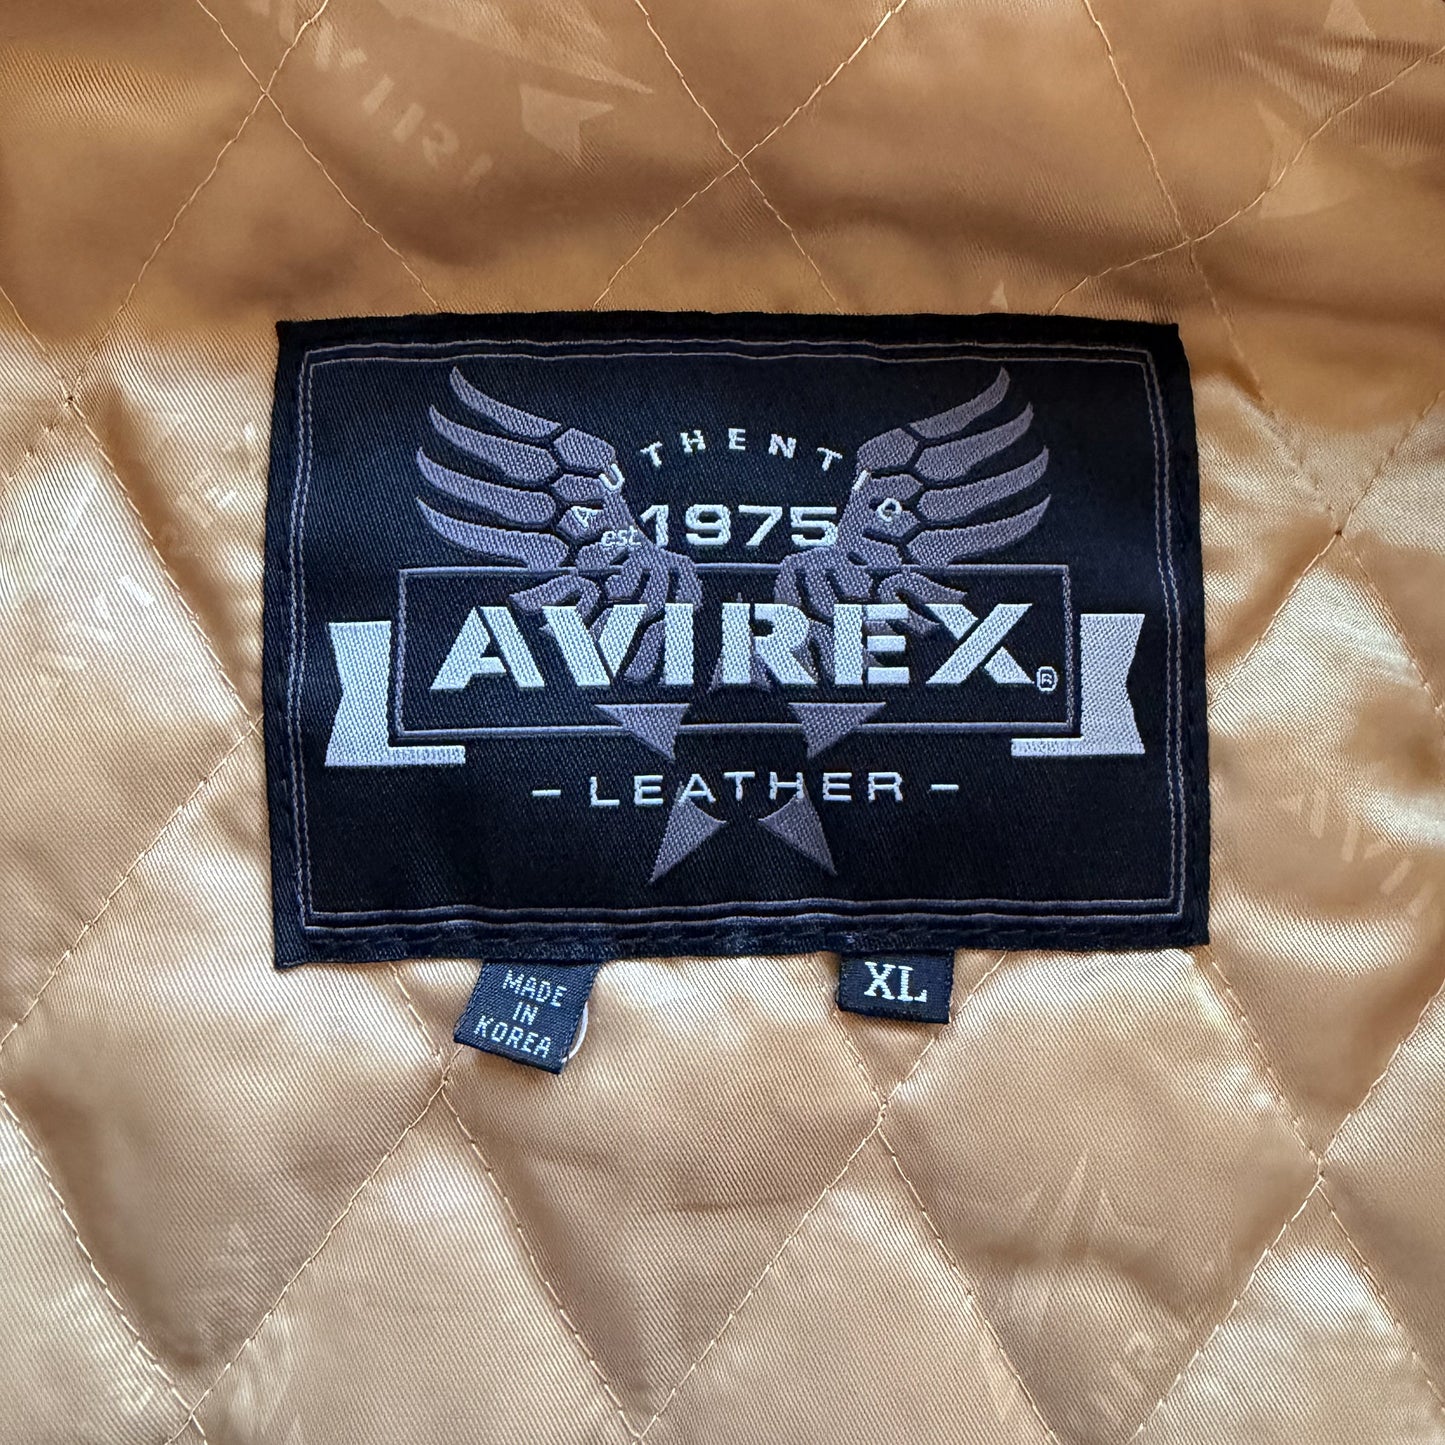 AUTHENTIC
est 1975
AVIREX®
- LEATHER -
MADE
IN
KOREA
XL